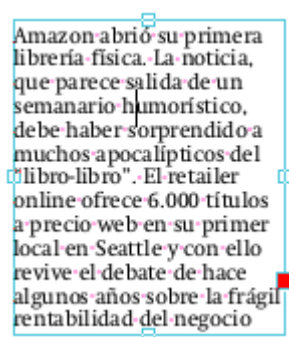 Amazon abrió su primera
librería física. La noticia,
que parece salida de un
semanario humorístico,
debe haber sorprendido a
muchos apocalípticos del
"libro-libro". El retailer
online ofrece 6.000 títulos
a precio web en su primer
local en Seattle y con ello
revive el debate de hace
algunos años sobre la frágil
rentabilidad del negocio